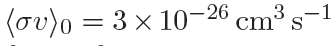 ⟨σv⟩₀ = 3 × 10⁻²⁶ cm³ s⁻¹